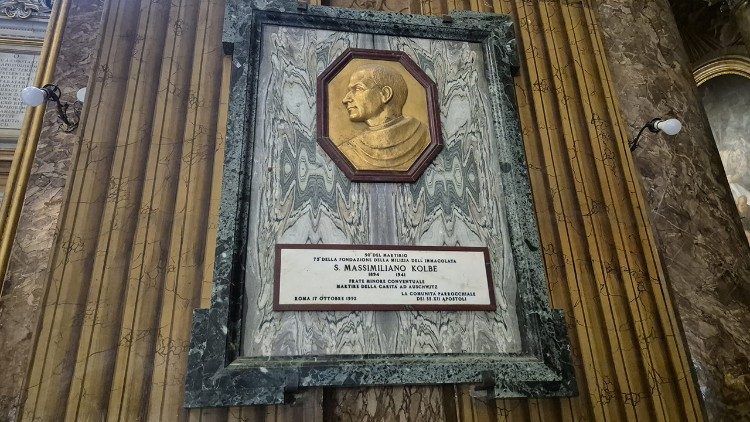 50° DEL MARTIRIO
75° DELLA FONDAZIONE DELLA MILIZIA DELL'IMMACOLATA
S. MASSIMILIANO KOLBE
1894 1941
FRATE MINORE CONVENTUALE
MARTIRE DELLA CARITÀ AD AUSCHWITZ
LA COMUNITÀ PARROCCHIALE
ROMA 17 OTTOBRE 1992 DEI SS. XII APOSTOLI